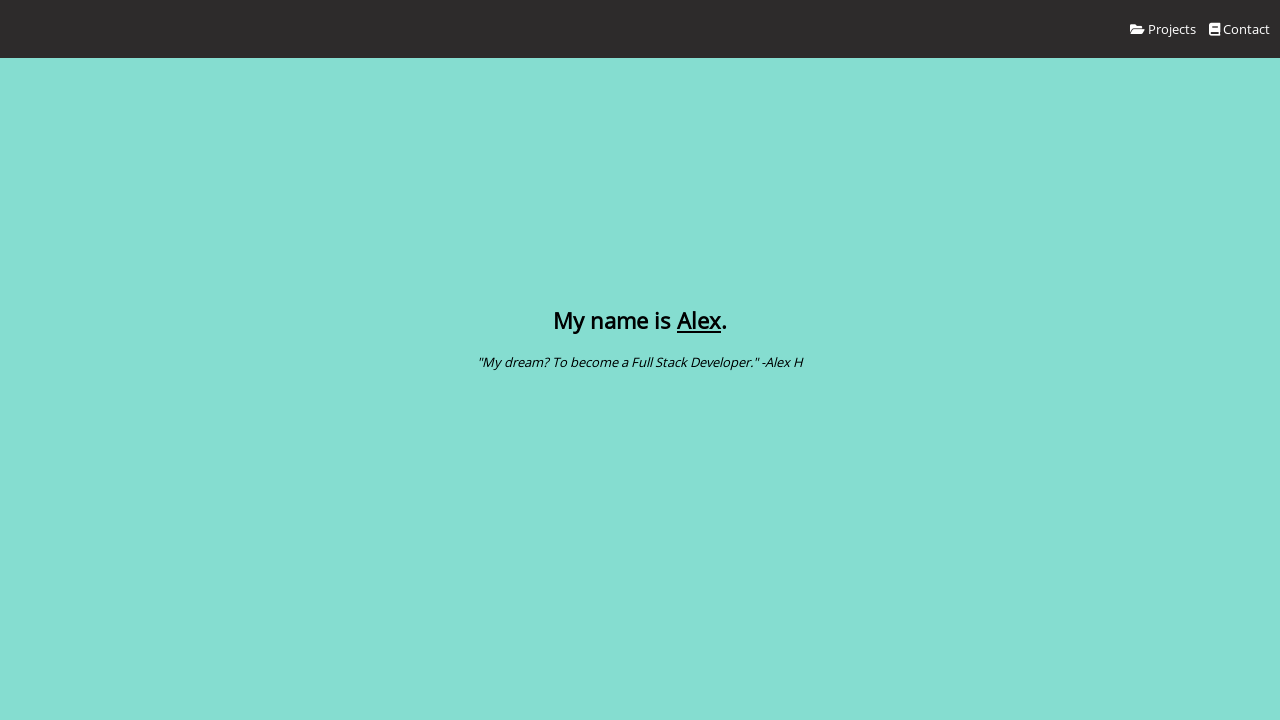 Projects Contact
My name is Alex.
"My dream? To become a Full Stack Developer." -Alex H